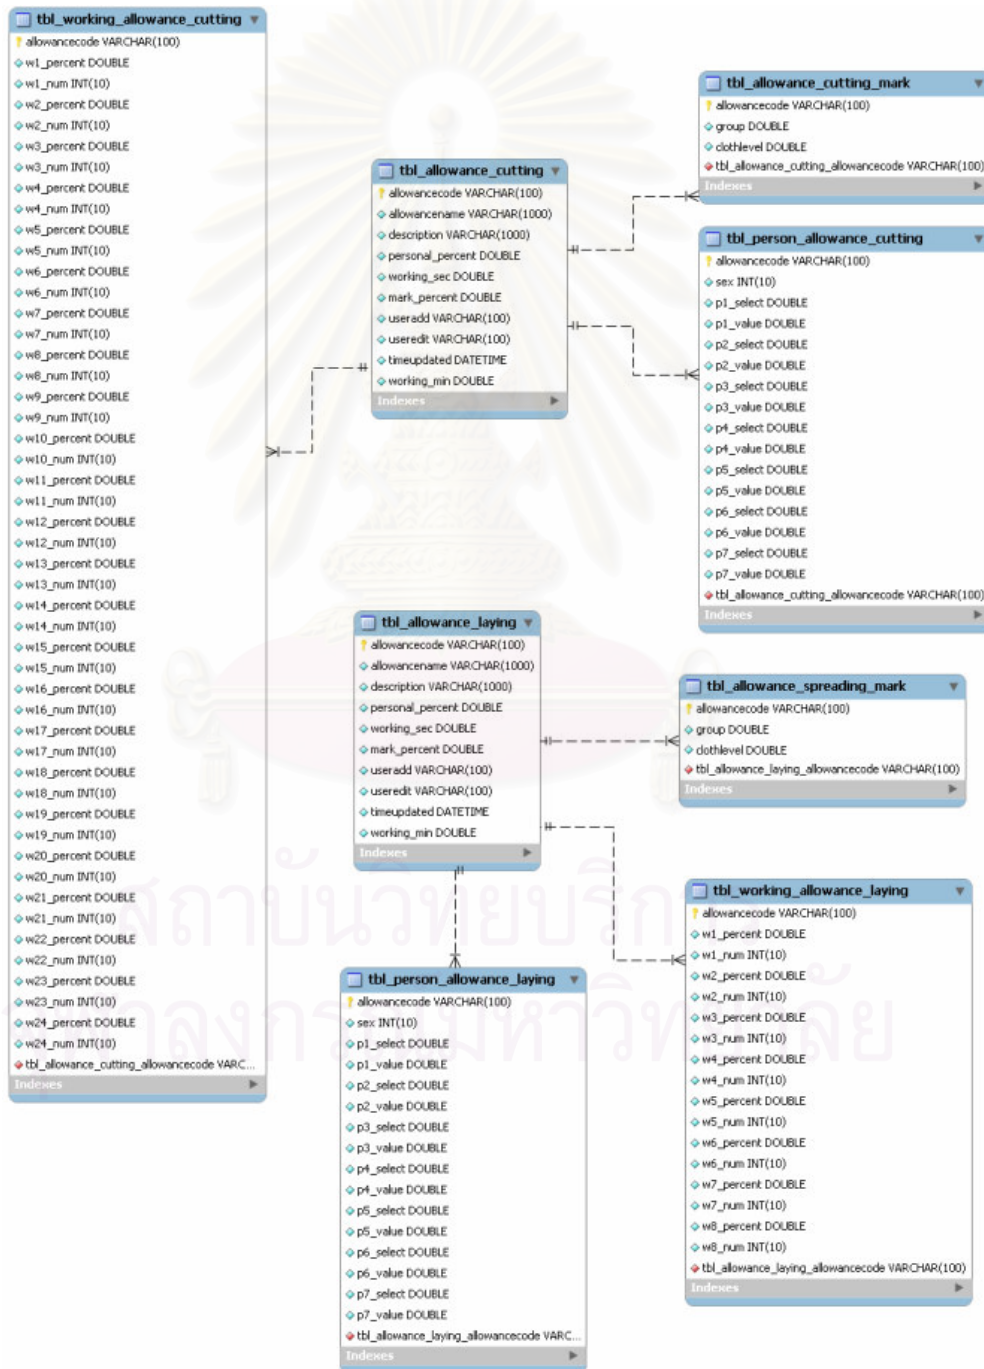 tbl_working_allowance_cutting
allowancecode VARCHAR(100)
w1_percent DOUBLE
w1_num INT(10)
w2_percent DOUBLE
w2_num INT(10)
w3_percent DOUBLE
w3_num INT(10)
w4_percent DOUBLE
w4_num INT(10)
w5_percent DOUBLE
w5_num INT(10)
w6_percent DOUBLE
w6_num INT(10)
w7_percent DOUBLE
w7_num INT(10)
w8_percent DOUBLE
w8_num INT(10)
w9_percent DOUBLE
w9_num INT(10)
w10_percent DOUBLE
w10_num INT(10)
w11_percent DOUBLE
w11_num INT(10)
w12_percent DOUBLE
w12_num INT(10)
w13_percent DOUBLE
w13_num INT(10)
w14_percent DOUBLE
w14_num INT(10)
w15_percent DOUBLE
w15_num INT(10)
w16_percent DOUBLE
w16_num INT(10)
w17_percent DOUBLE
w17_num INT(10)
w18_percent DOUBLE
w18_num INT(10)
w19_percent DOUBLE
w19_num INT(10)
w20_percent DOUBLE
w20_num INT(10)
w21_percent DOUBLE
w21_num INT(10)
w22_percent DOUBLE
w22_num INT(10)
w23_percent DOUBLE
w23_num INT(10)
w24_percent DOUBLE
w24_num INT(10)
tbl_allowance_cutting_allowancecode VARC...
Indexes
tbl_allowance_cutting
allowancecode VARCHAR(100)
allowancename VARCHAR(1000)
description VARCHAR(1000)
personal_percent DOUBLE
working_sec DOUBLE
mark_percent DOUBLE
useradd VARCHAR(100)
useredit VARCHAR(100)
timeupdated DATETIME
working_min DOUBLE
Indexes
tbl_allowance_cutting_mark
allowancecode VARCHAR(100)
group DOUBLE
clothlevel DOUBLE
tbl_allowance_cutting_allowancecode VARCHAR(100)
Indexes
tbl_person_allowance_cutting
allowancecode VARCHAR(100)
sex INT(10)
p1_select DOUBLE
p1_value DOUBLE
p2_select DOUBLE
p2_value DOUBLE
p3_select DOUBLE
p3_value DOUBLE
p4_select DOUBLE
p4_value DOUBLE
p5_select DOUBLE
p5_value DOUBLE
p6_select DOUBLE
p6_value DOUBLE
p7_select DOUBLE
p7_value DOUBLE
tbl_allowance_cutting_allowancecode VARCHAR(100)
Indexes
tbl_allowance_laying
allowancecode VARCHAR(100)
allowancename VARCHAR(1000)
description VARCHAR(1000)
personal_percent DOUBLE
working_sec DOUBLE
mark_percent DOUBLE
useradd VARCHAR(100)
useredit VARCHAR(100)
timeupdated DATETIME
working_min DOUBLE
Indexes
tbl_allowance_spreading_mark
allowancecode VARCHAR(100)
group DOUBLE
clothlevel DOUBLE
tbl_allowance_laying_allowancecode VARCHAR(100)
Indexes
tbl_working_allowance_laying
allowancecode VARCHAR(100)
w1_percent DOUBLE
w1_num INT(10)
w2_percent DOUBLE
w2_num INT(10)
w3_percent DOUBLE
w3_num INT(10)
w4_percent DOUBLE
w4_num INT(10)
w5_percent DOUBLE
w5_num INT(10)
w6_percent DOUBLE
w6_num INT(10)
w7_percent DOUBLE
w7_num INT(10)
w8_percent DOUBLE
w8_num INT(10)
tbl_allowance_laying_allowancecode VARCHAR(100)
Indexes
tbl_person_allowance_laying
allowancecode VARCHAR(100)
sex INT(10)
p1_select DOUBLE
p1_value DOUBLE
p2_select DOUBLE
p2_value DOUBLE
p3_select DOUBLE
p3_value DOUBLE
p4_select DOUBLE
p4_value DOUBLE
p5_select DOUBLE
p5_value DOUBLE
p6_select DOUBLE
p6_value DOUBLE
p7_select DOUBLE
p7_value DOUBLE
tbl_allowance_laying_allowancecode VARC...
Indexes
สถาบันวิทยบริการ